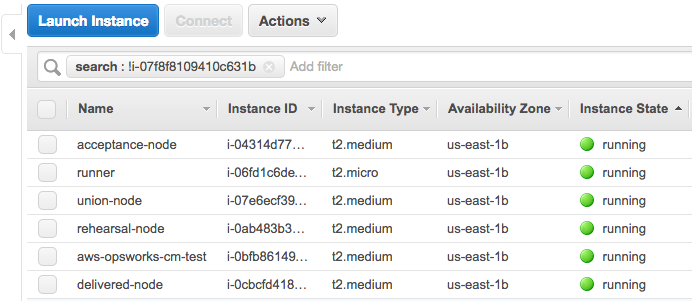 Launch Instance Connect Actions
search : !i-07f8f8109410c631b Add filter
Name Instance ID Instance Type Availability Zone Instance State
acceptance-node i-04314d77... t2.medium us-east-1b running
runner i-06fd1c6de... t2.micro us-east-1b running
union-node i-07e6ecf39... t2.medium us-east-1b running
rehearsal-node i-0ab483b3... t2.medium us-east-1b running
aws-opsworks-cm-test i-0bfb86149... t2.medium us-east-1b running
delivered-node i-0cbcfd418... t2.medium us-east-1b running